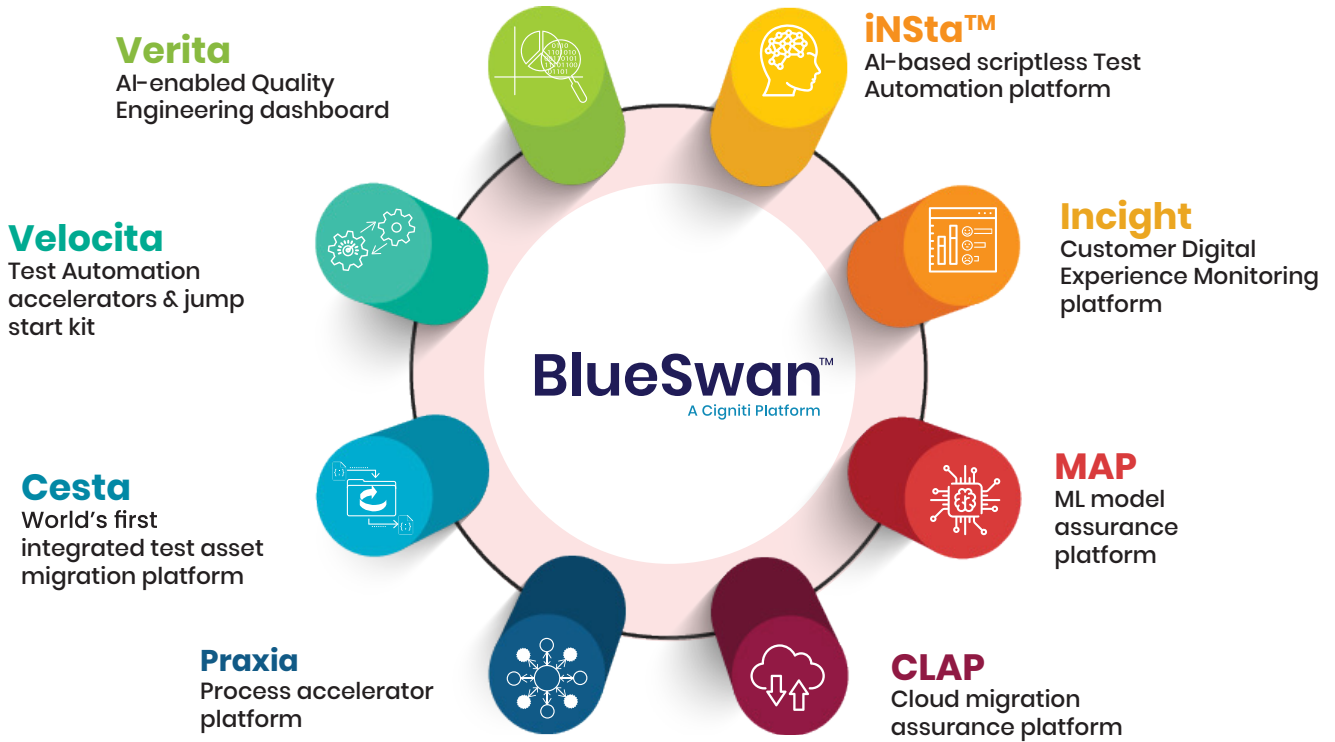 Verita
AI-enabled Quality
Engineering dashboard
iNSta™
AI-based scriptless Test
Automation platform
Velocita
Test Automation
accelerators & jump
start kit
Incight
Customer Digital
Experience Monitoring
platform
BlueSwan™
A Cigniti Platform
Cesta
World’s first
integrated test asset
migration platform
MAP
ML model
assurance
platform
Praxia
Process accelerator
platform
CLAP
Cloud migration
assurance platform